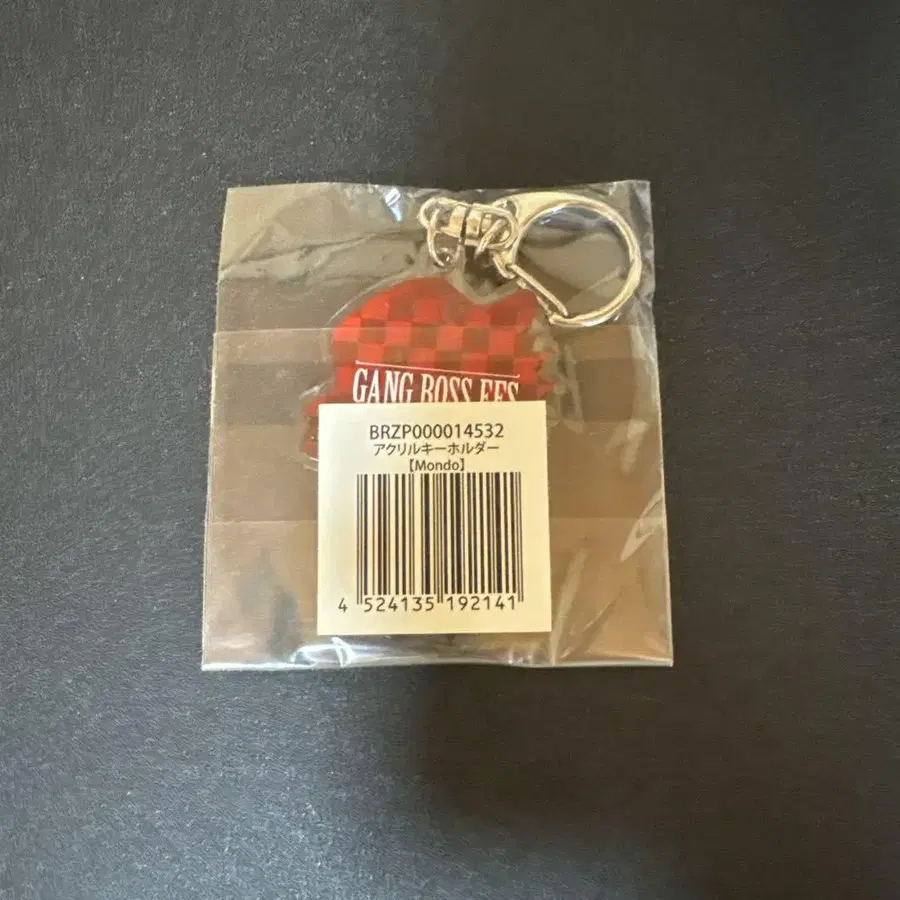 GANG BOSS FES
BRZP000014532
アクリルキーホルダー
【Mondo】
4 524135 192141